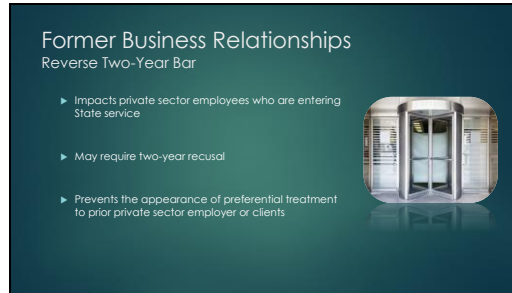 Former Business Relationships
Reverse Two-Year Bar
▶ Impacts private sector employees who are entering
State service
▶ May require two-year recusal
▶ Prevents the appearance of preferential treatment
to prior private sector employer or clients